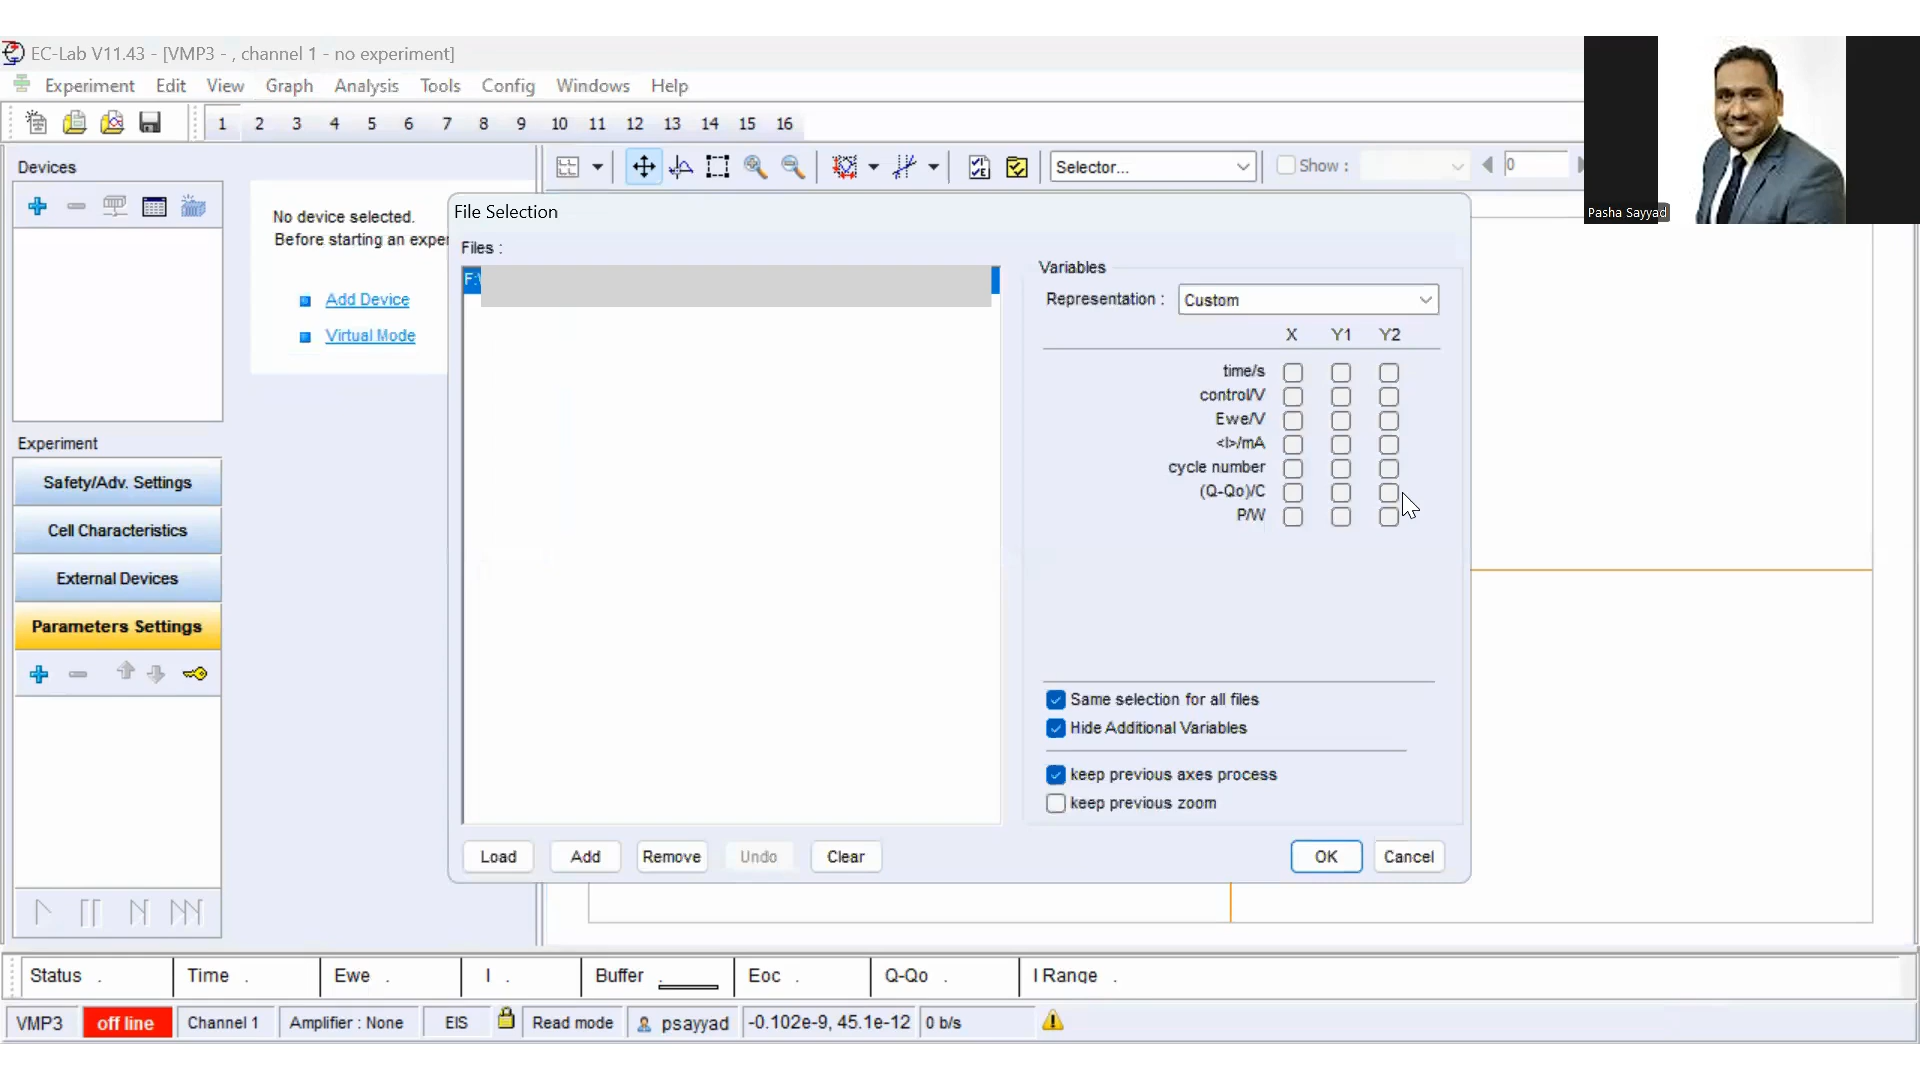 EC-Lab V11.43 - [VMP3 - , channel 1 - no experiment]
Experiment Edit View Graph Analysis Tools Config Windows Help
1 2 3 4 5 6 7 8 9 10 11 12 13 14 15 16
Devices
Selector...
Show :
0
Pasha Sayyad
No device selected.
Before starting an exper
Add Device
Virtual Mode
File Selection
Files :
F:\
Variables
Representation : Custom
X Y1 Y2
time/s
control/V
Ewe/V
<I>/mA
cycle number
(Q-Qo)/C
P/W
Same selection for all files
Hide Additional Variables
keep previous axes process
keep previous zoom
Load Add Remove Undo Clear OK Cancel
Experiment
Safety/Adv. Settings
Cell Characteristics
External Devices
Parameters Settings
Status . Time . Ewe . I . Buffer . Eoc . Q-Qo . I Range .
VMP3 off line Channel 1 Amplifier : None EIS Read mode psayyad -0.102e-9, 45.1e-12 0 b/s